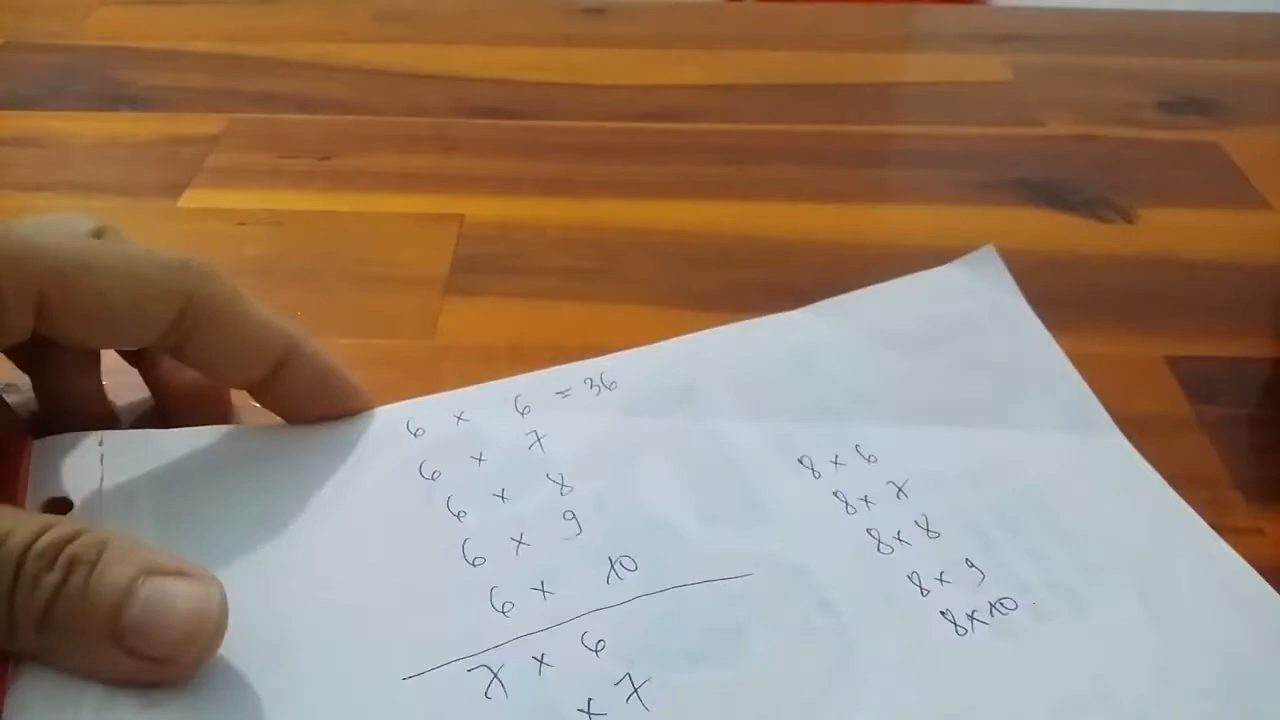 6 × 6 = 36
6 × 7
6 × 8
6 × 9
6 × 10
7 × 6
× 7
8 × 6
8 × 7
8 × 8
8 × 9
8 × 10